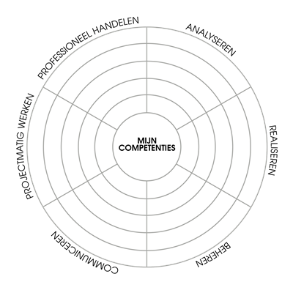 PROFESSIONEEL HANDELEN
ANALYSEREN
REALISEREN
BEHEREN
COMMUNICEREN
PROJECTMATIG WERKEN
MIJN
COMPETENTIES